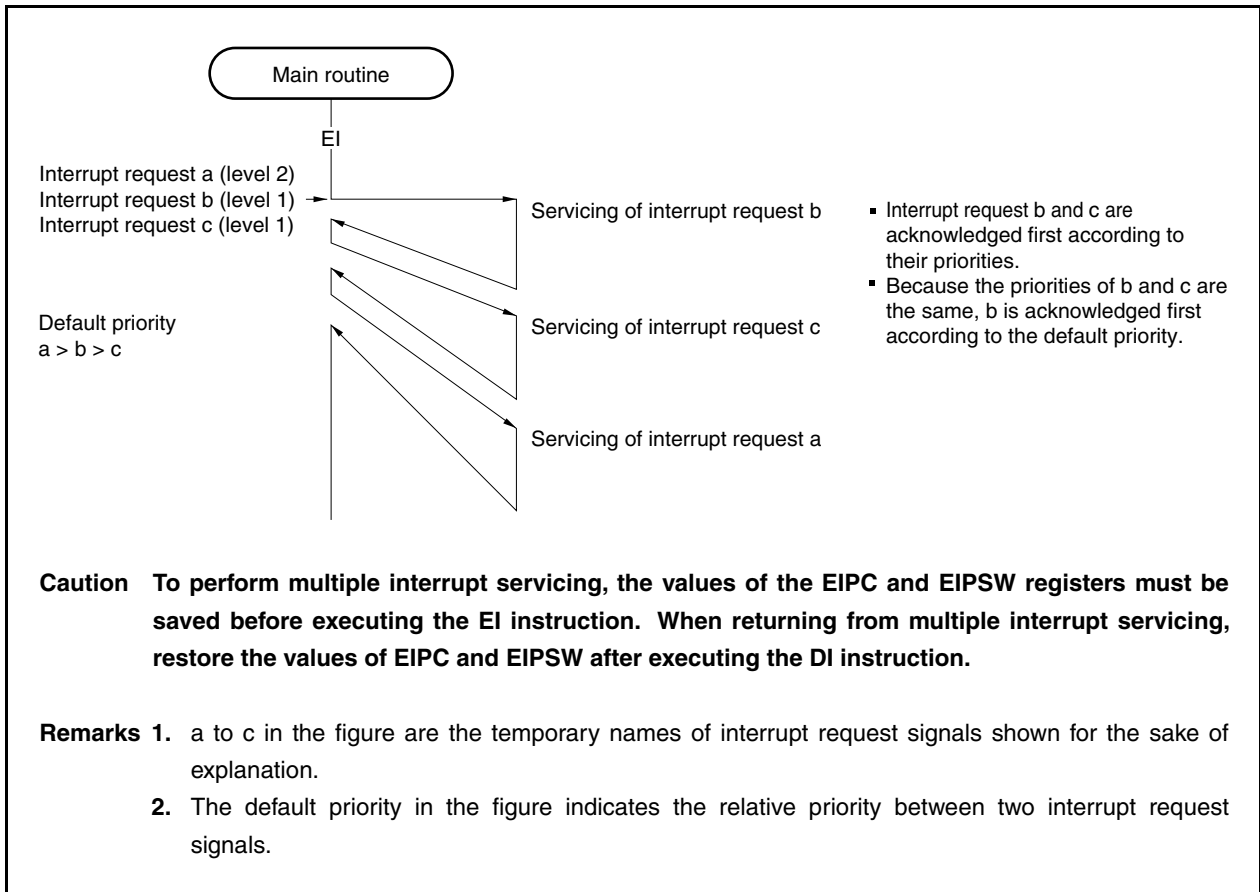 Main routine
EI
Interrupt request a (level 2)
Interrupt request b (level 1)
Interrupt request c (level 1)
Default priority
a > b > c
Servicing of interrupt request b
Servicing of interrupt request c
Servicing of interrupt request a
▪ Interrupt request b and c are
acknowledged first according to
their priorities.
▪ Because the priorities of b and c are
the same, b is acknowledged first
according to the default priority.
Caution To perform multiple interrupt servicing, the values of the EIPC and EIPSW registers must be
saved before executing the EI instruction. When returning from multiple interrupt servicing,
restore the values of EIPC and EIPSW after executing the DI instruction.
Remarks 1. a to c in the figure are the temporary names of interrupt request signals shown for the sake of
explanation.
2. The default priority in the figure indicates the relative priority between two interrupt request
signals.